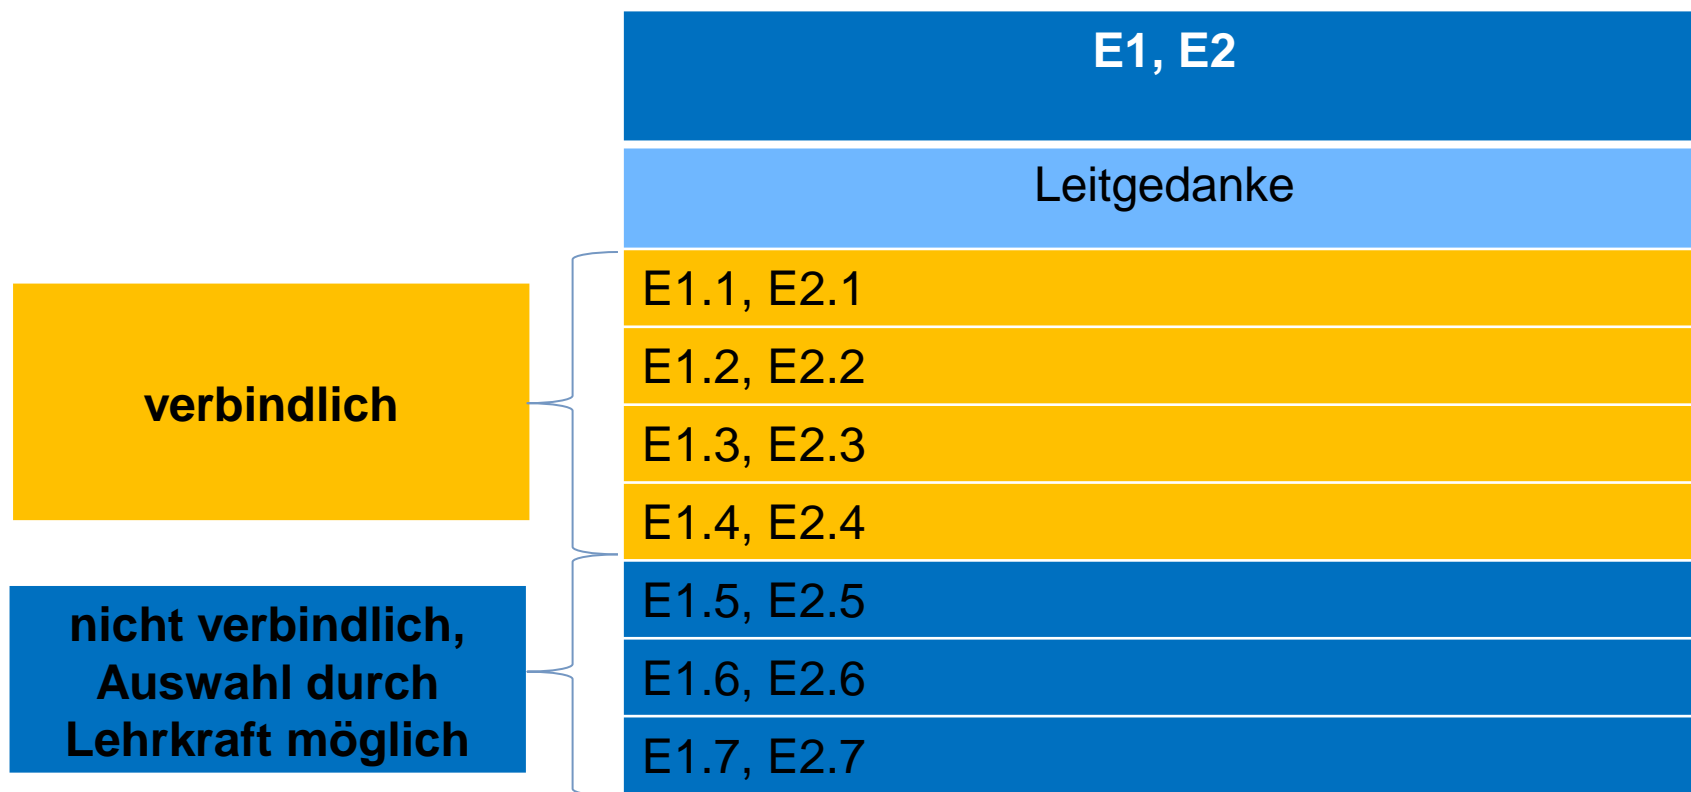 E1, E2
Leitgedanke
E1.1, E2.1
E1.2, E2.2
E1.3, E2.3
E1.4, E2.4
E1.5, E2.5
E1.6, E2.6
E1.7, E2.7
verbindlich
nicht verbindlich,
Auswahl durch
Lehrkraft möglich